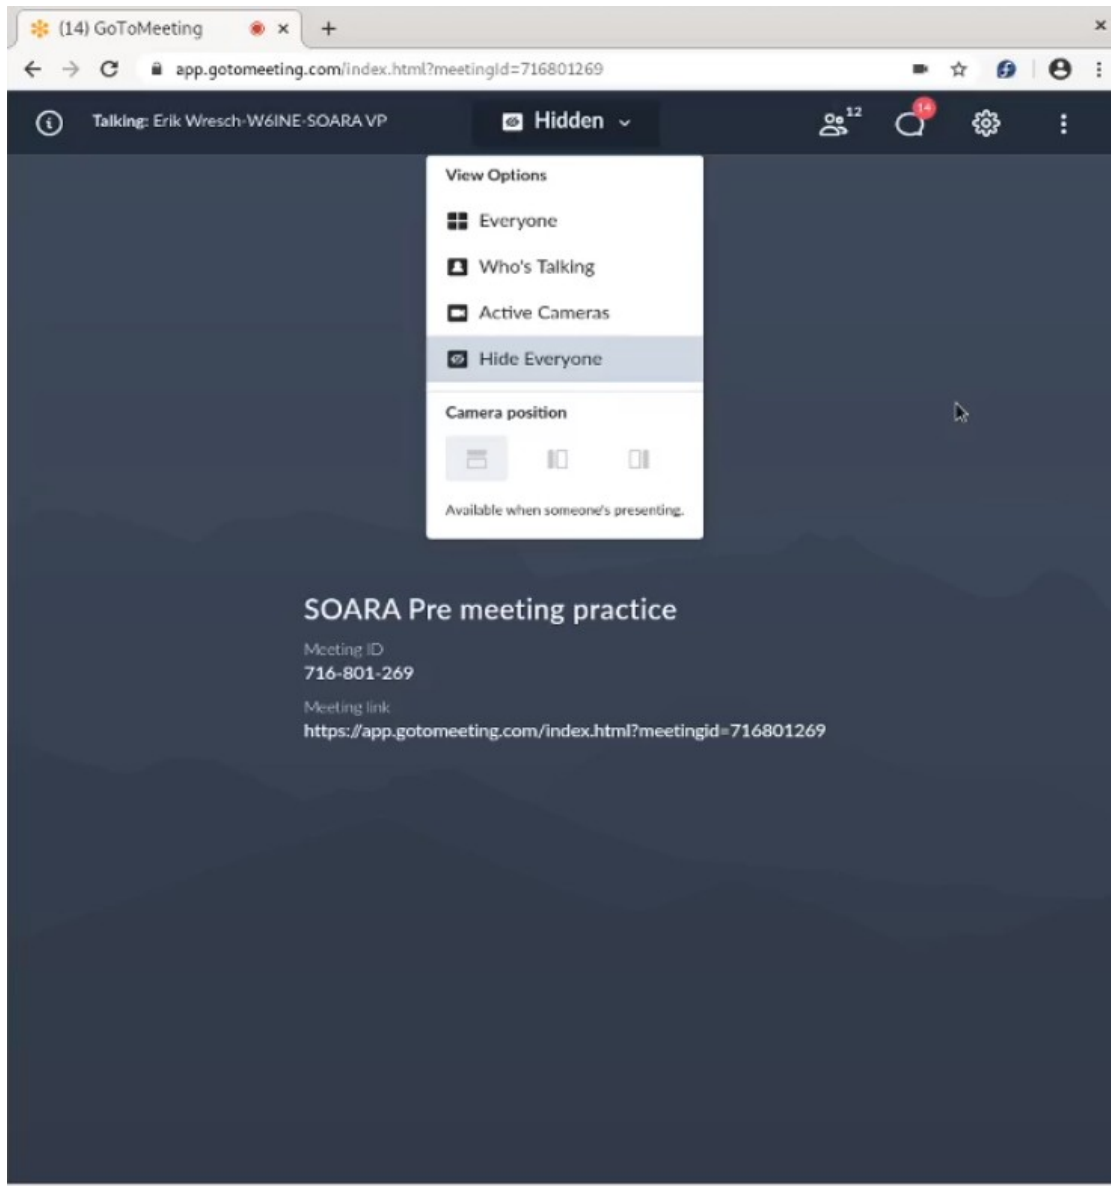 (14) GoToMeeting
app.gotomeeting.com/index.html?meetingId=716801269
Talking: Erik Wresch-W6INE-SOARA VP
Hidden
12
14
View Options
Everyone
Who's Talking
Active Cameras
Hide Everyone
Camera position
Available when someone's presenting.
SOARA Pre meeting practice
Meeting ID
716-801-269
Meeting link
https://app.gotomeeting.com/index.html?meetingid=716801269